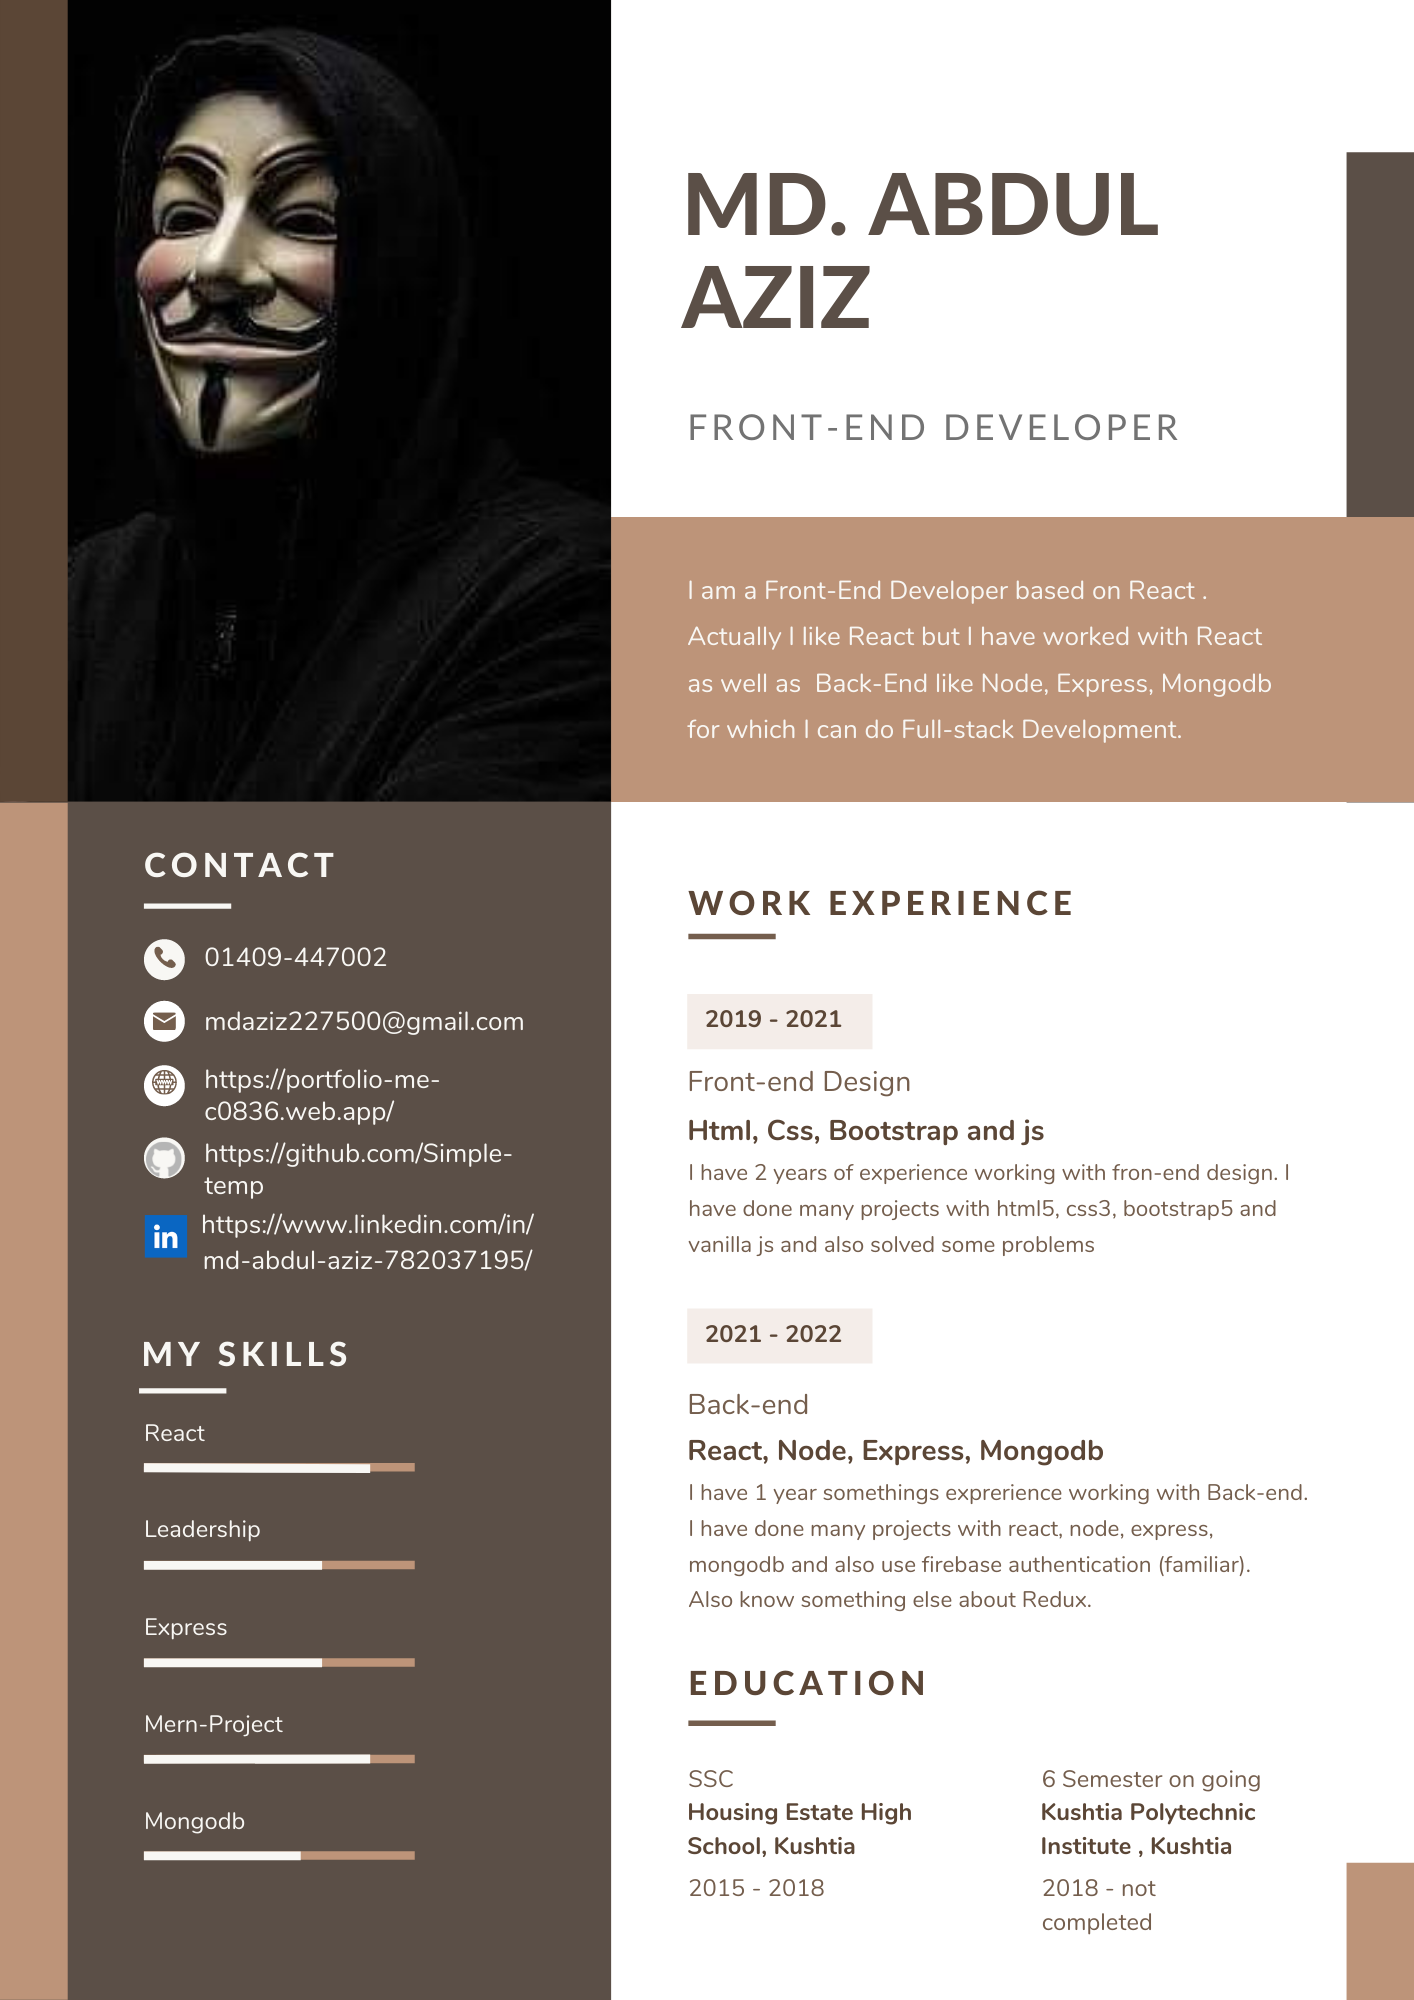 MD. ABDUL
AZIZ
FRONT-END DEVELOPER
I am a Front-End Developer based on React .
Actually I like React but I have worked with React
as well as  Back-End like Node, Express, Mongodb
for which I can do Full-stack Development.
CONTACT
01409-447002
mdaziz227500@gmail.com
https://portfolio-me-
c0836.web.app/
https://github.com/Simple-
temp
in
https://www.linkedin.com/in/
md-abdul-aziz-782037195/
MY SKILLS
React
Leadership
Express
Mern-Project
Mongodb
WORK EXPERIENCE
2019 - 2021
Front-end Design
Html, Css, Bootstrap and js
I have 2 years of experience working with fron-end design. I
have done many projects with html5, css3, bootstrap5 and
vanilla js and also solved some problems
2021 - 2022
Back-end
React, Node, Express, Mongodb
I have 1 year somethings exprerience working with Back-end.
I have done many projects with react, node, express,
mongodb and also use firebase authentication (familiar).
Also know something else about Redux.
EDUCATION
SSC
Housing Estate High
School, Kushtia
2015 - 2018
6 Semester on going
Kushtia Polytechnic
Institute , Kushtia
2018 - not
completed